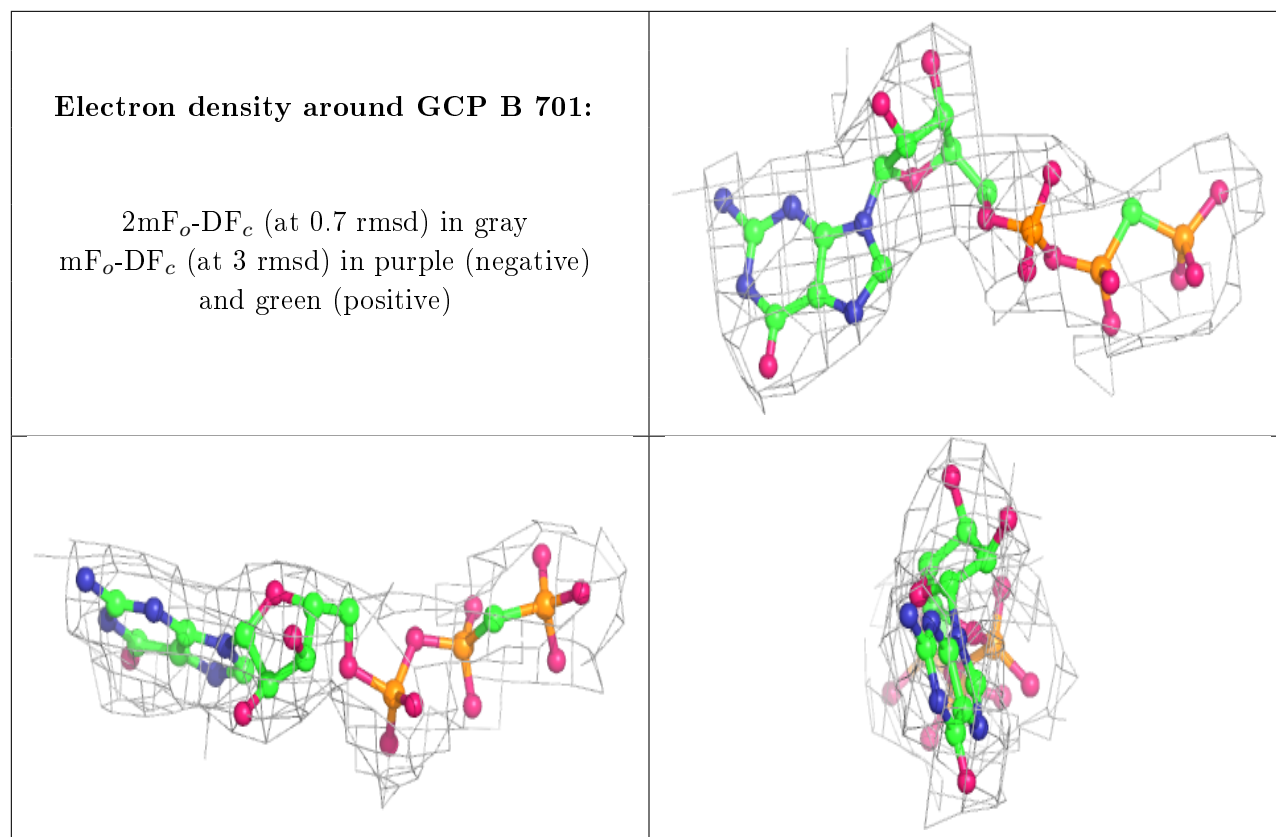 Electron density around GCP B 701:
2mFo-DFc (at 0.7 rmsd) in gray
mFo-DFc (at 3 rmsd) in purple (negative)
and green (positive)